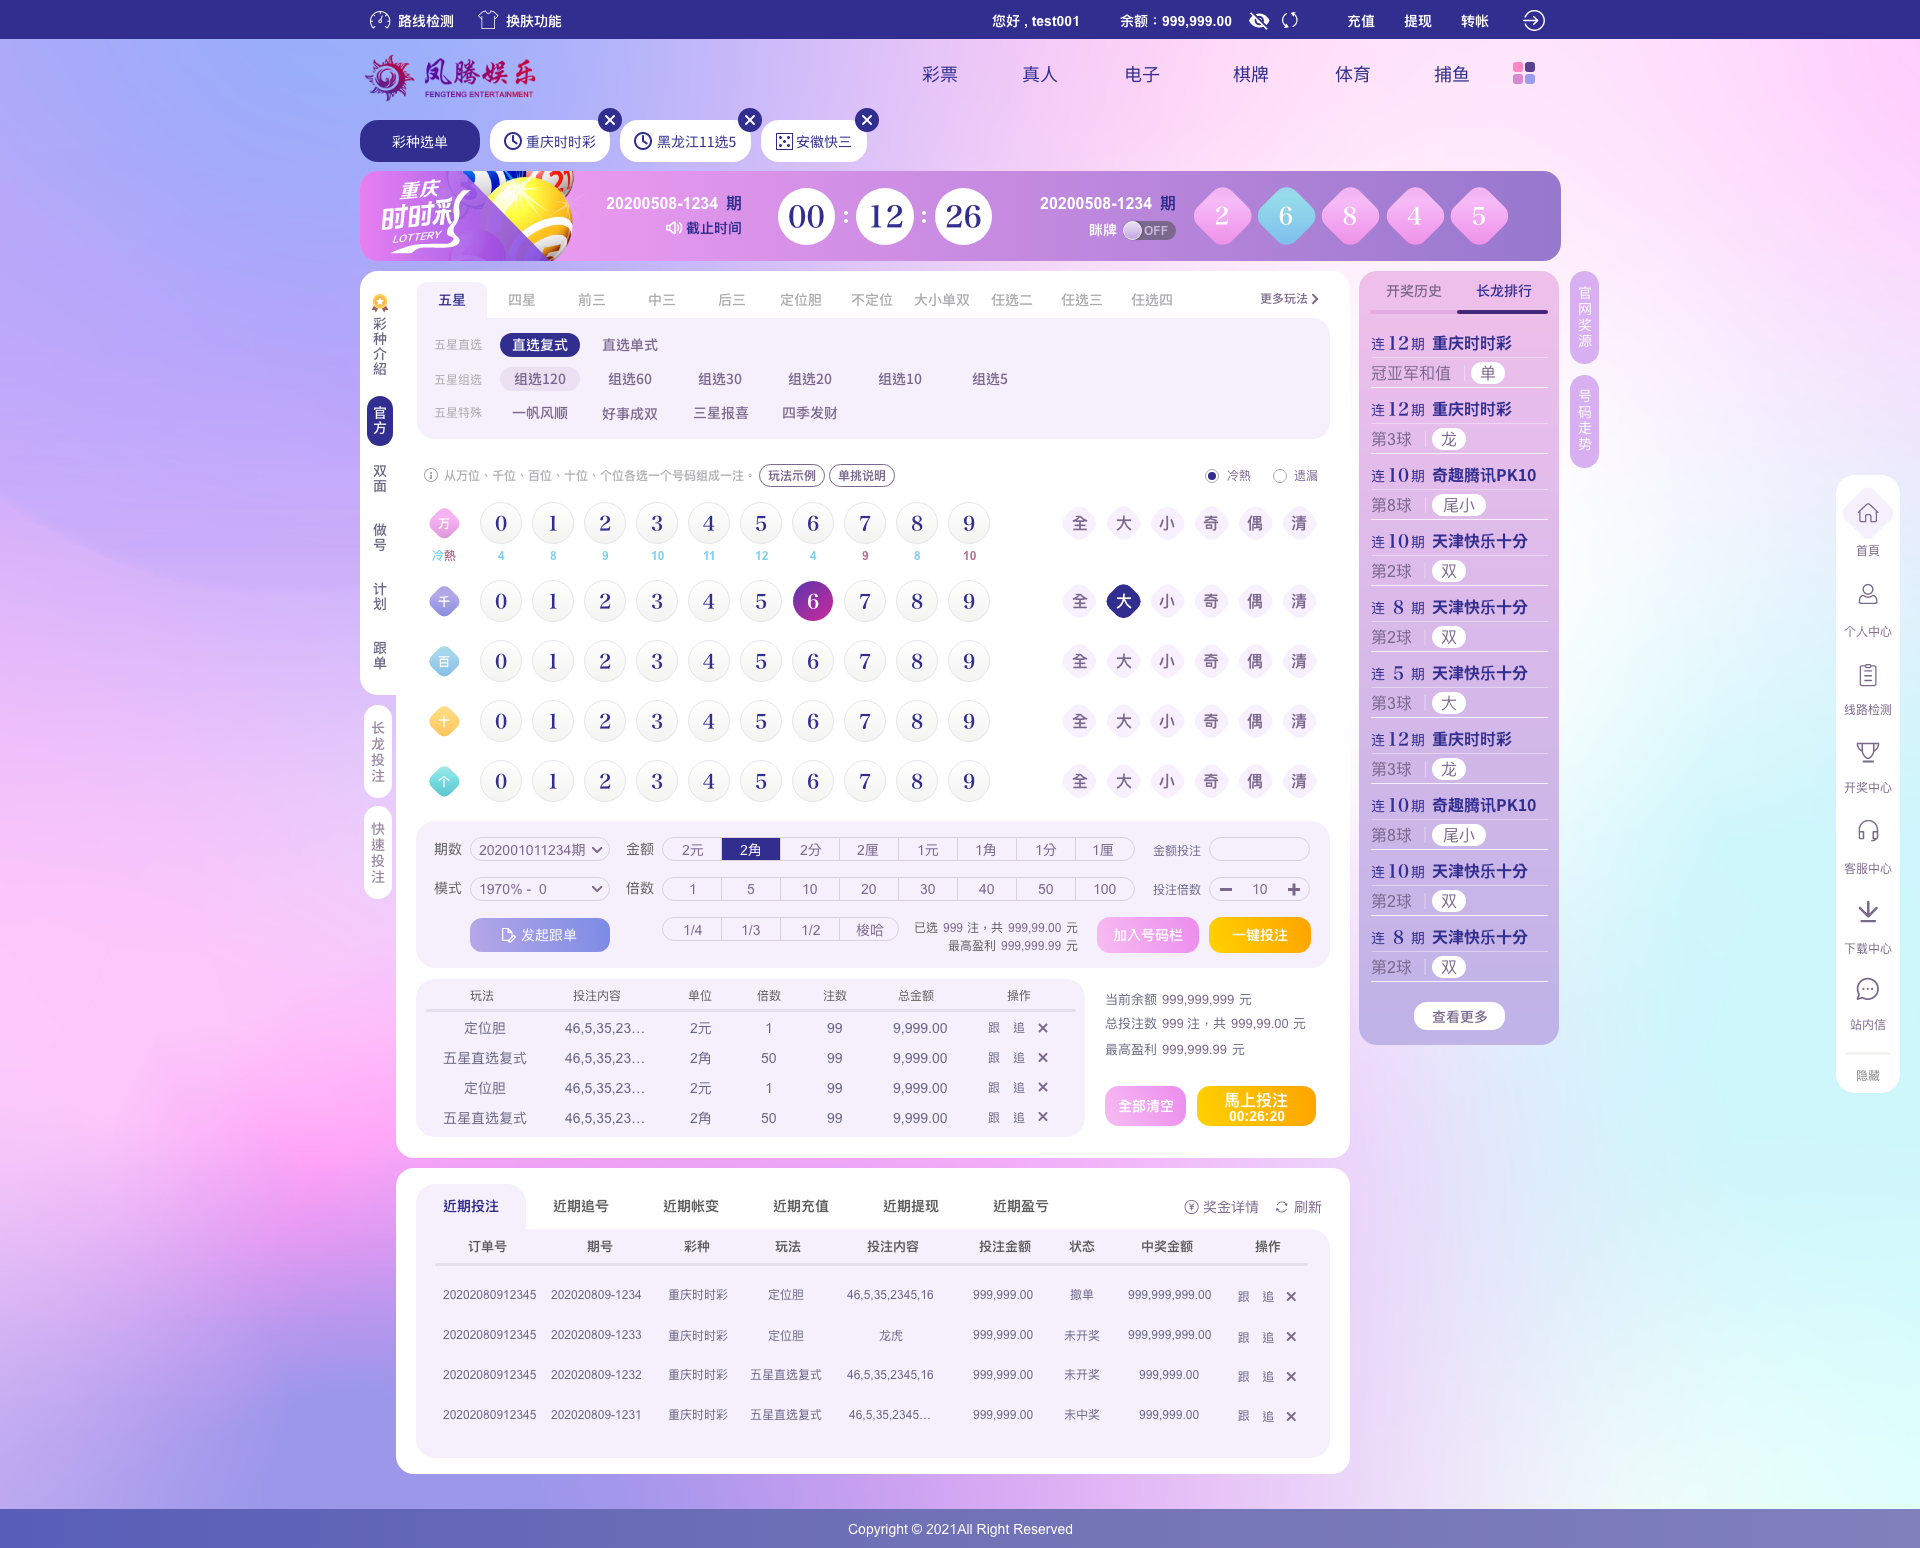 路线检测 换肤功能 您好 , test001 余额：999,999.00 充值 提现 转帐
凤腾娱乐
FENGTENG ENTERTAINMENT
彩票 真人 电子 棋牌 体育 捕鱼
彩种选单 重庆时时彩 黑龙江11选5 安徽快三
重庆
时时彩
LOTTERY
20200508-1234 期
截止时间
00 : 12 : 26
20200508-1234 期
眯牌 OFF
2 6 8 4 5
彩种介紹
官方
双面
做号
计划
跟单
长龙投注
快速投注
五星 四星 前三 中三 后三 定位胆 不定位 大小单双 任选二 任选三 任选四 更多玩法
五星直选 直选复式 直选单式
五星组选 组选120 组选60 组选30 组选20 组选10 组选5
五星特殊 一帆风顺 好事成双 三星报喜 四季发财
从万位、千位、百位、十位、个位各选一个号码组成一注。 玩法示例 单挑说明 冷熱 遗漏
万 0 1 2 3 4 5 6 7 8 9 全 大 小 奇 偶 清
冷熱 4 8 9 10 11 12 4 9 8 10
千 0 1 2 3 4 5 6 7 8 9 全 大 小 奇 偶 清
百 0 1 2 3 4 5 6 7 8 9 全 大 小 奇 偶 清
十 0 1 2 3 4 5 6 7 8 9 全 大 小 奇 偶 清
个 0 1 2 3 4 5 6 7 8 9 全 大 小 奇 偶 清
期数 202001011234期 金额 2元 2角 2分 2厘 1元 1角 1分 1厘 金额投注
模式 1970% - 0 倍数 1 5 10 20 30 40 50 100 投注倍数 － 10 ＋
发起跟单 1/4 1/3 1/2 梭哈 已选 999 注，共 999,99.00 元
最高盈利 999,999.99 元
加入号码栏 一键投注
玩法 投注内容 单位 倍数 注数 总金额 操作
定位胆 46,5,35,23… 2元 1 99 9,999.00 跟 追
五星直选复式 46,5,35,23… 2角 50 99 9,999.00 跟 追
定位胆 46,5,35,23… 2元 1 99 9,999.00 跟 追
五星直选复式 46,5,35,23… 2角 50 99 9,999.00 跟 追
当前余额 999,999,999 元
总投注数 999 注，共 999,99.00 元
最高盈利 999,999.99 元
全部清空 馬上投注
00:26:20
近期投注 近期追号 近期帐变 近期充值 近期提现 近期盈亏 奖金详情 刷新
订单号 期号 彩种 玩法 投注内容 投注金额 状态 中奖金额 操作
20202080912345 202020809-1234 重庆时时彩 定位胆 46,5,35,2345,16 999,999.00 撤单 999,999,999.00 跟 追
20202080912345 202020809-1233 重庆时时彩 定位胆 龙虎 999,999.00 未开奖 999,999,999.00 跟 追
20202080912345 202020809-1232 重庆时时彩 五星直选复式 46,5,35,2345,16 999,999.00 未开奖 999,999.00 跟 追
20202080912345 202020809-1231 重庆时时彩 五星直选复式 46,5,35,2345… 999,999.00 未中奖 999,999.00 跟 追
开奖历史 长龙排行
连 12 期 重庆时时彩
冠亚军和值 单
连 12 期 重庆时时彩
第3球 龙
连 10 期 奇趣腾讯PK10
第8球 尾小
连 10 期 天津快乐十分
第2球 双
连 8 期 天津快乐十分
第2球 双
连 5 期 天津快乐十分
第3球 大
连 12 期 重庆时时彩
第3球 龙
连 10 期 奇趣腾讯PK10
第8球 尾小
连 10 期 天津快乐十分
第2球 双
连 8 期 天津快乐十分
第2球 双
查看更多
官网奖源
号码走势
首頁
个人中心
线路检测
开奖中心
客服中心
下载中心
站内信
隐藏
Copyright © 2021All Right Reserved